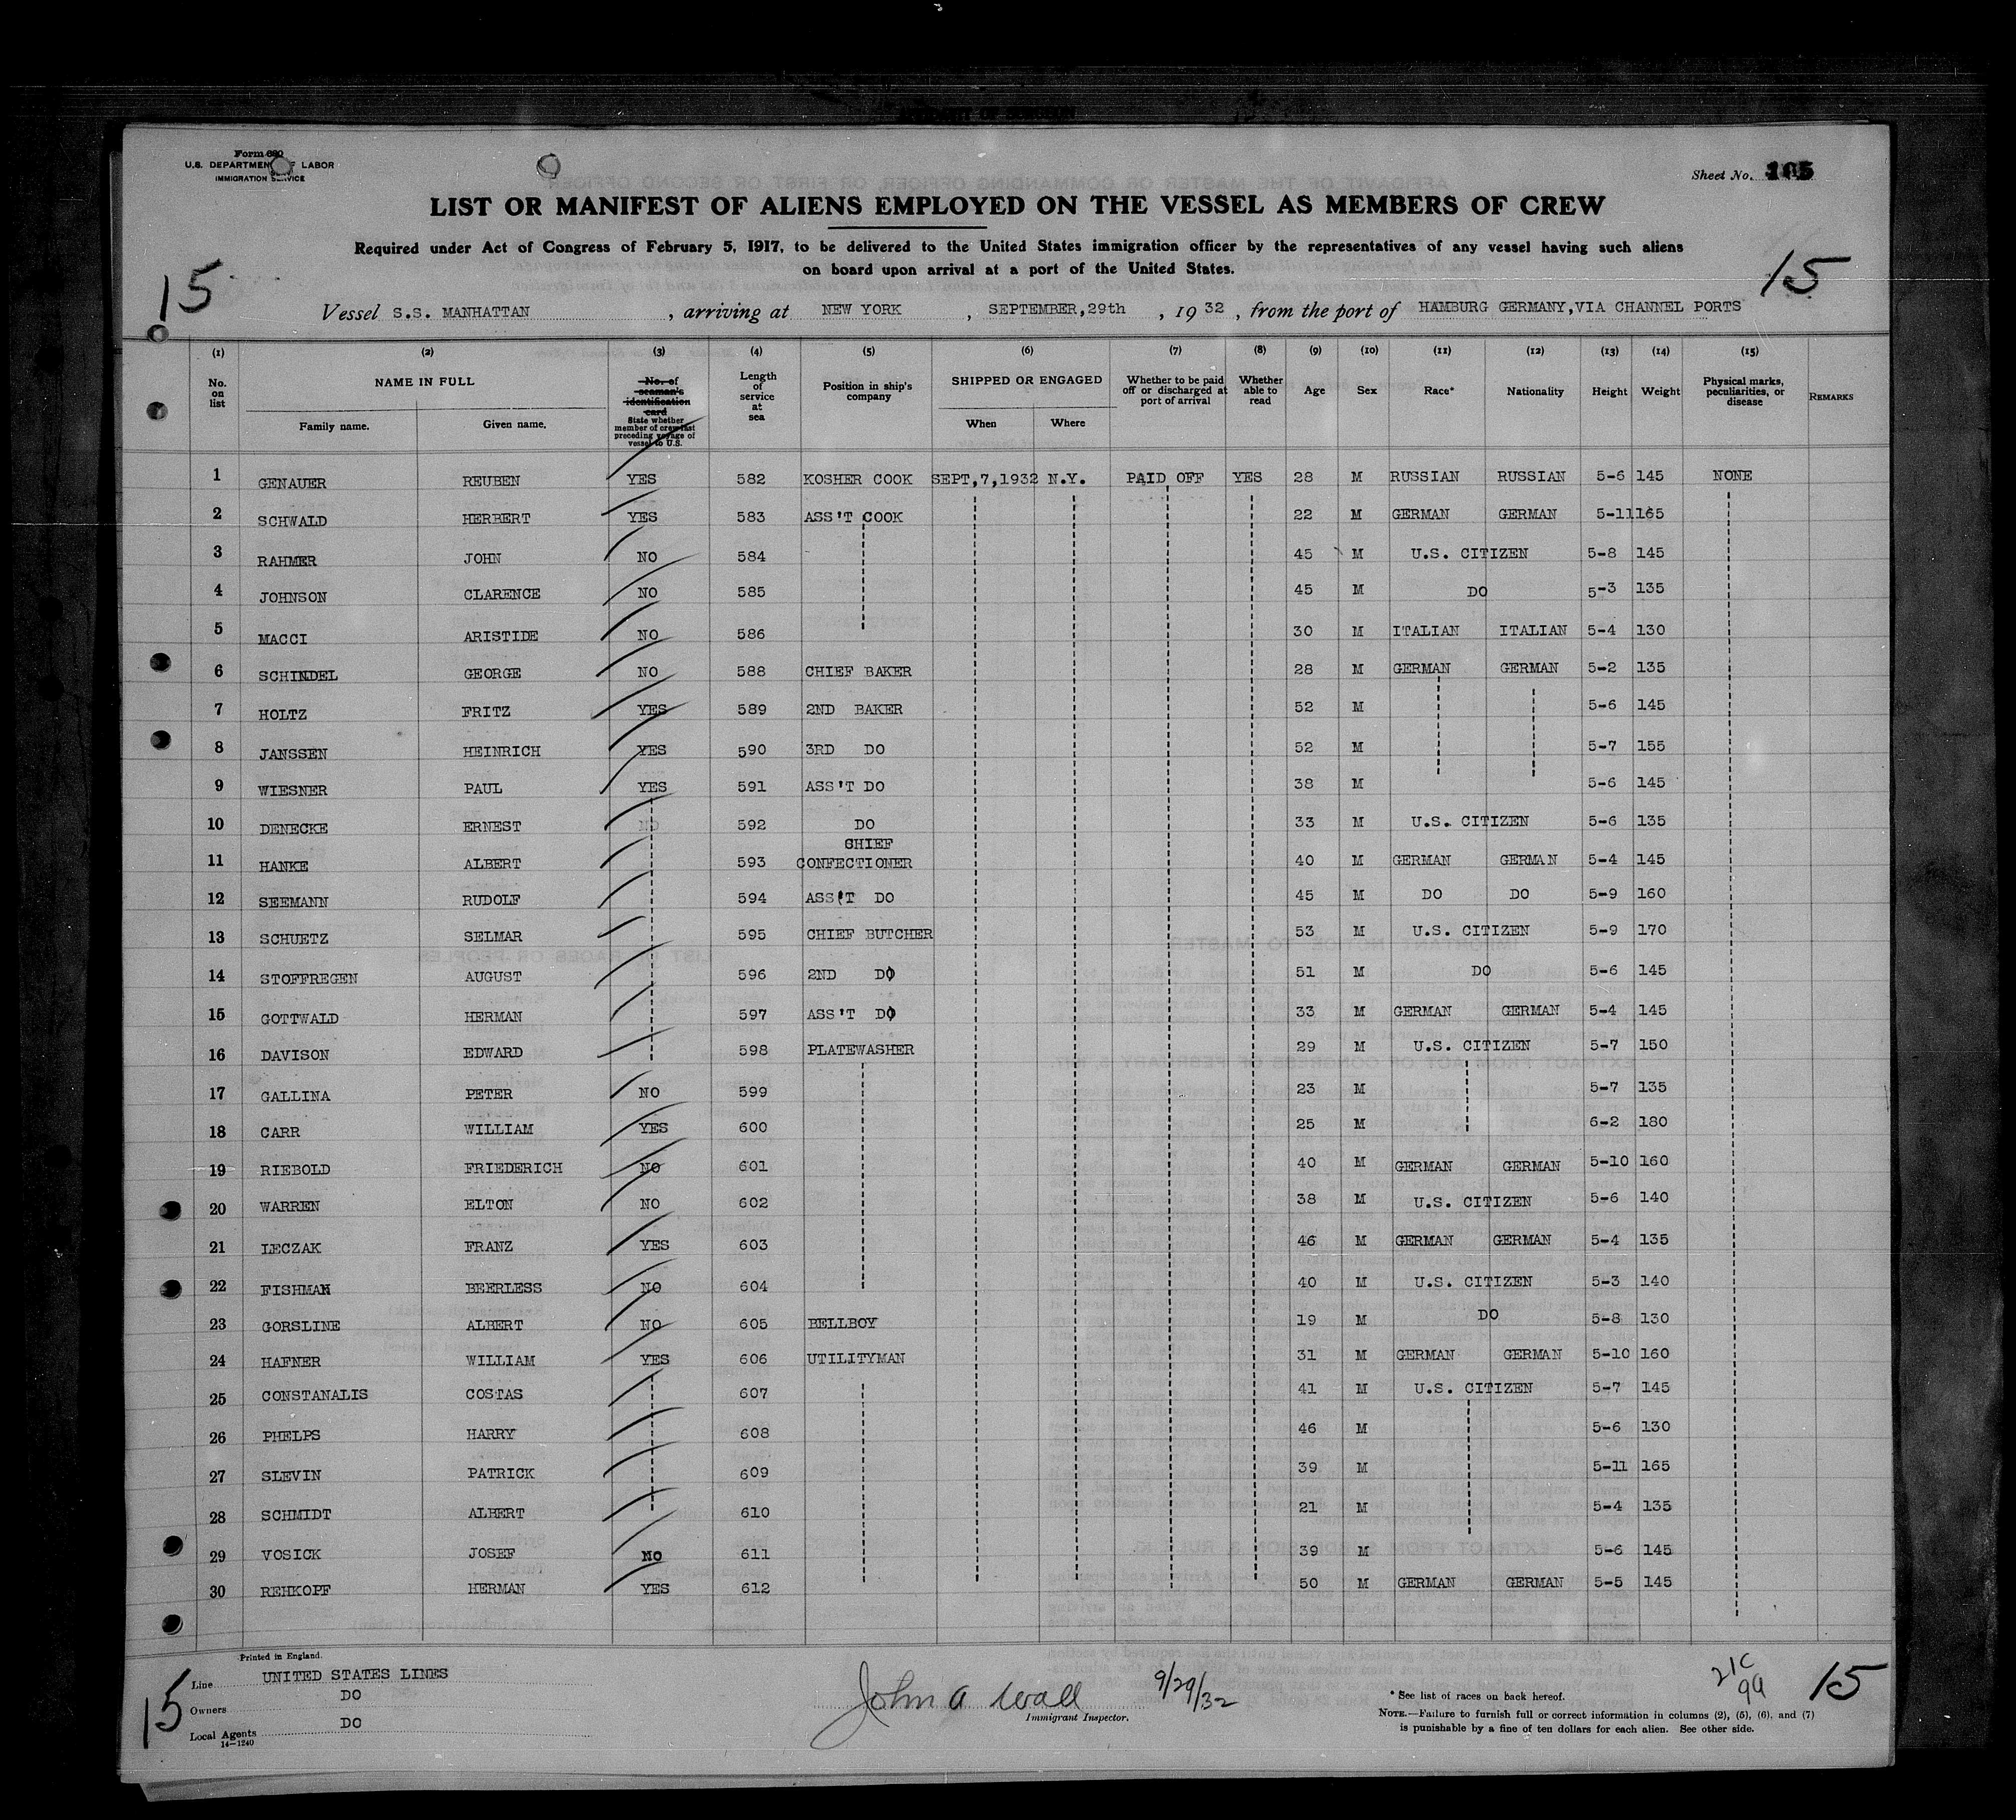 Form 680
U.S. DEPARTMENT OF LABOR
IMMIGRATION SERVICE
Sheet No.
LIST OR MANIFEST OF ALIENS EMPLOYED ON THE VESSEL AS MEMBERS OF CREW
Required under Act of Congress of February 5, 1917, to be delivered to the United States immigration officer by the representatives of any vessel having such aliens
on board upon arrival at a port of the United States.
15 15
Vessel S.S. MANHATTAN , arriving at NEW YORK , SEPTEMBER,29th , 19 32 , from the port of HAMBURG GERMANY,VIA CHANNEL PORTS
(1) (2) (3) (4) (5) (6) (7) (8) (9) (10) (11) (12) (13) (14) (15)
No. on list NAME IN FULL Family name. Given name. No. of seaman's identification card State whether member of crew last preceding voyage of vessel to U.S. Length of service at sea Position in ship's company SHIPPED OR ENGAGED When Where Whether to be paid off or discharged at port of arrival Whether able to read Age Sex Race* Nationality Height Weight Physical marks, peculiarities, or disease REMARKS
1 GENAUER REUBEN YES 582 KOSHER COOK SEPT,7,1932 N.Y. PAID OFF YES 28 M RUSSIAN RUSSIAN 5-6 145 NONE
2 SCHWALD HERBERT YES 583 ASS'T COOK 22 M GERMAN GERMAN 5-11 165
3 RAHMER JOHN NO 584 45 M U.S. CITIZEN 5-8 145
4 JOHNSON CLARENCE NO 585 45 M DO 5-3 135
5 MACCI ARISTIDE NO 586 30 M ITALIAN ITALIAN 5-4 130
6 SCHINDEL GEORGE NO 588 CHIEF BAKER 28 M GERMAN GERMAN 5-2 135
7 HOLTZ FRITZ YES 589 2ND BAKER 52 M 5-6 145
8 JANSSEN HEINRICH YES 590 3RD DO 52 M 5-7 155
9 WIESNER PAUL YES 591 ASS'T DO 38 M 5-6 145
10 DENECKE ERNEST NO 592 DO 33 M U.S. CITIZEN 5-6 135
11 HANKE ALBERT 593 CHIEF CONFECTIONER 40 M GERMAN GERMAN 5-4 145
12 SEEMANN RUDOLF 594 ASS'T DO 45 M DO DO 5-9 160
13 SCHUETZ SELMAR 595 CHIEF BUTCHER 53 M U.S. CITIZEN 5-9 170
14 STOFFREGEN AUGUST 596 2ND DO 51 M DO 5-6 145
15 GOTTWALD HERMAN 597 ASS'T DO 33 M GERMAN GERMAN 5-4 145
16 DAVISON EDWARD 598 PLATEWASHER 29 M U.S. CITIZEN 5-7 150
17 GALLINA PETER NO 599 23 M 5-7 135
18 CARR WILLIAM YES 600 25 M 6-2 180
19 RIEBOLD FRIEDERICH NO 601 40 M GERMAN GERMAN 5-10 160
20 WARREN ELTON NO 602 38 M U.S. CITIZEN 5-6 140
21 LECZAK FRANZ YES 603 46 M GERMAN GERMAN 5-4 135
22 FISHMAN BEERLESS NO 604 40 M U.S. CITIZEN 5-3 140
23 GORSLINE ALBERT NO 605 BELLBOY 19 M DO 5-8 130
24 HAFNER WILLIAM YES 606 UTILITYMAN 31 M GERMAN GERMAN 5-10 160
25 CONSTANALIS COSTAS 607 41 M U.S. CITIZEN 5-7 145
26 PHELPS HARRY 608 46 M 5-6 130
27 SLEVIN PATRICK 609 39 M 5-11 165
28 SCHMIDT ALBERT 610 21 M 5-4 135
29 VOSICK JOSEF NO 611 39 M 5-6 145
30 REHKOPF HERMAN YES 612 50 M GERMAN GERMAN 5-5 145
Printed in England.
Line UNITED STATES LINES
Owners DO
Local Agents DO
14-1240
15
John A Wall 9/29/32
Immigrant Inspector.
21C
9A
15
* See list of races on back hereof.
NOTE.—Failure to furnish full or correct information in columns (2), (5), (6), and (7)
is punishable by a fine of ten dollars for each alien. See other side.